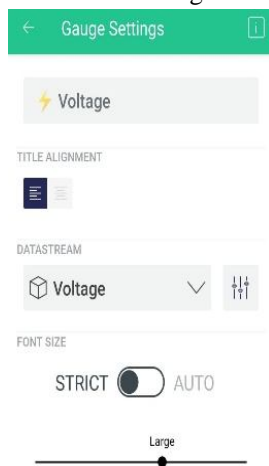 Gauge Settings
Voltage
TITLE ALIGNMENT
DATASTREAM
Voltage
FONT SIZE
STRICT AUTO
Large